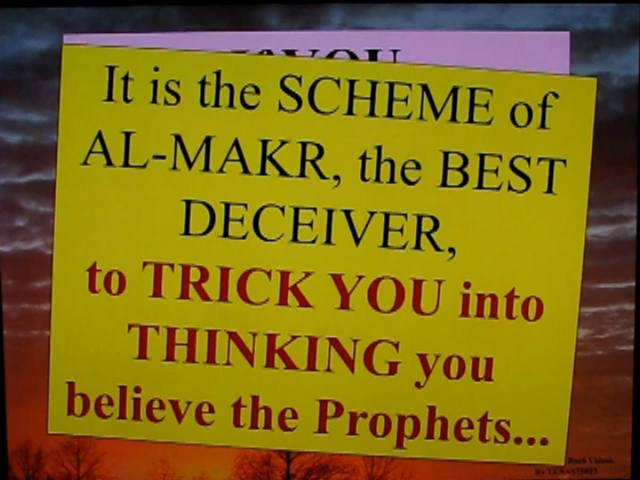 YOU
It is the SCHEME of
AL-MAKR, the BEST
DECEIVER,
to TRICK YOU into
THINKING you
believe the Prophets...